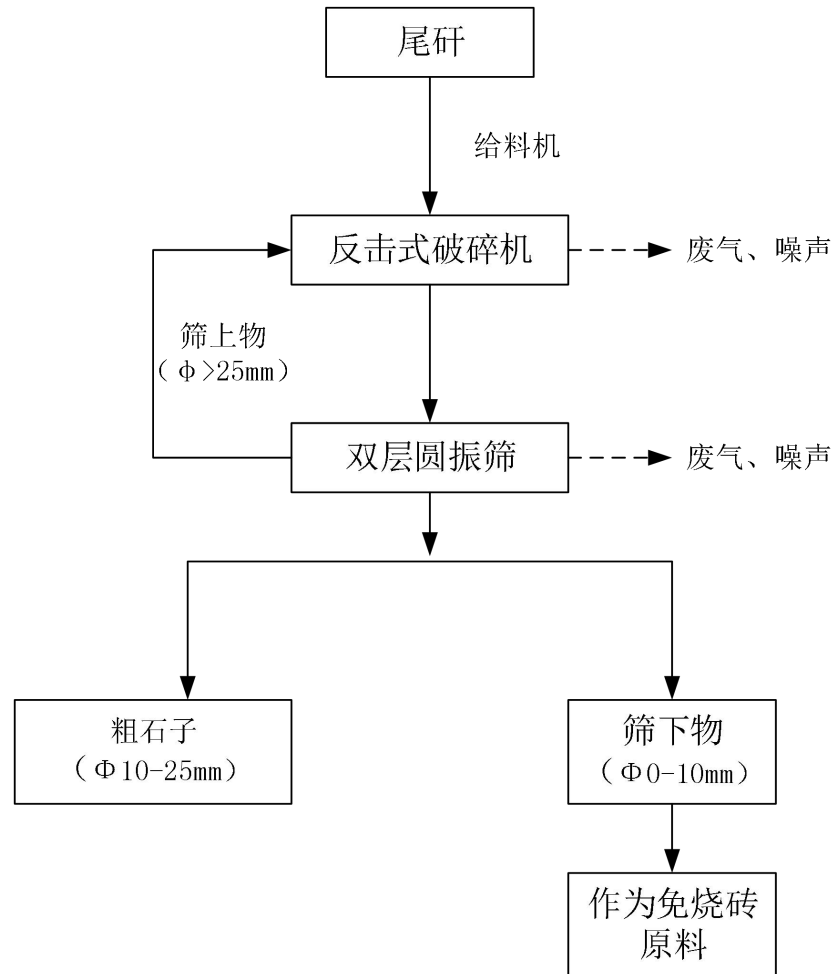 尾矸
给料机
反击式破碎机
废气、噪声
筛上物
（ф>25mm）
双层圆振筛
废气、噪声
粗石子
（Φ10-25mm）
筛下物
（Φ0-10mm）
作为免烧砖
原料